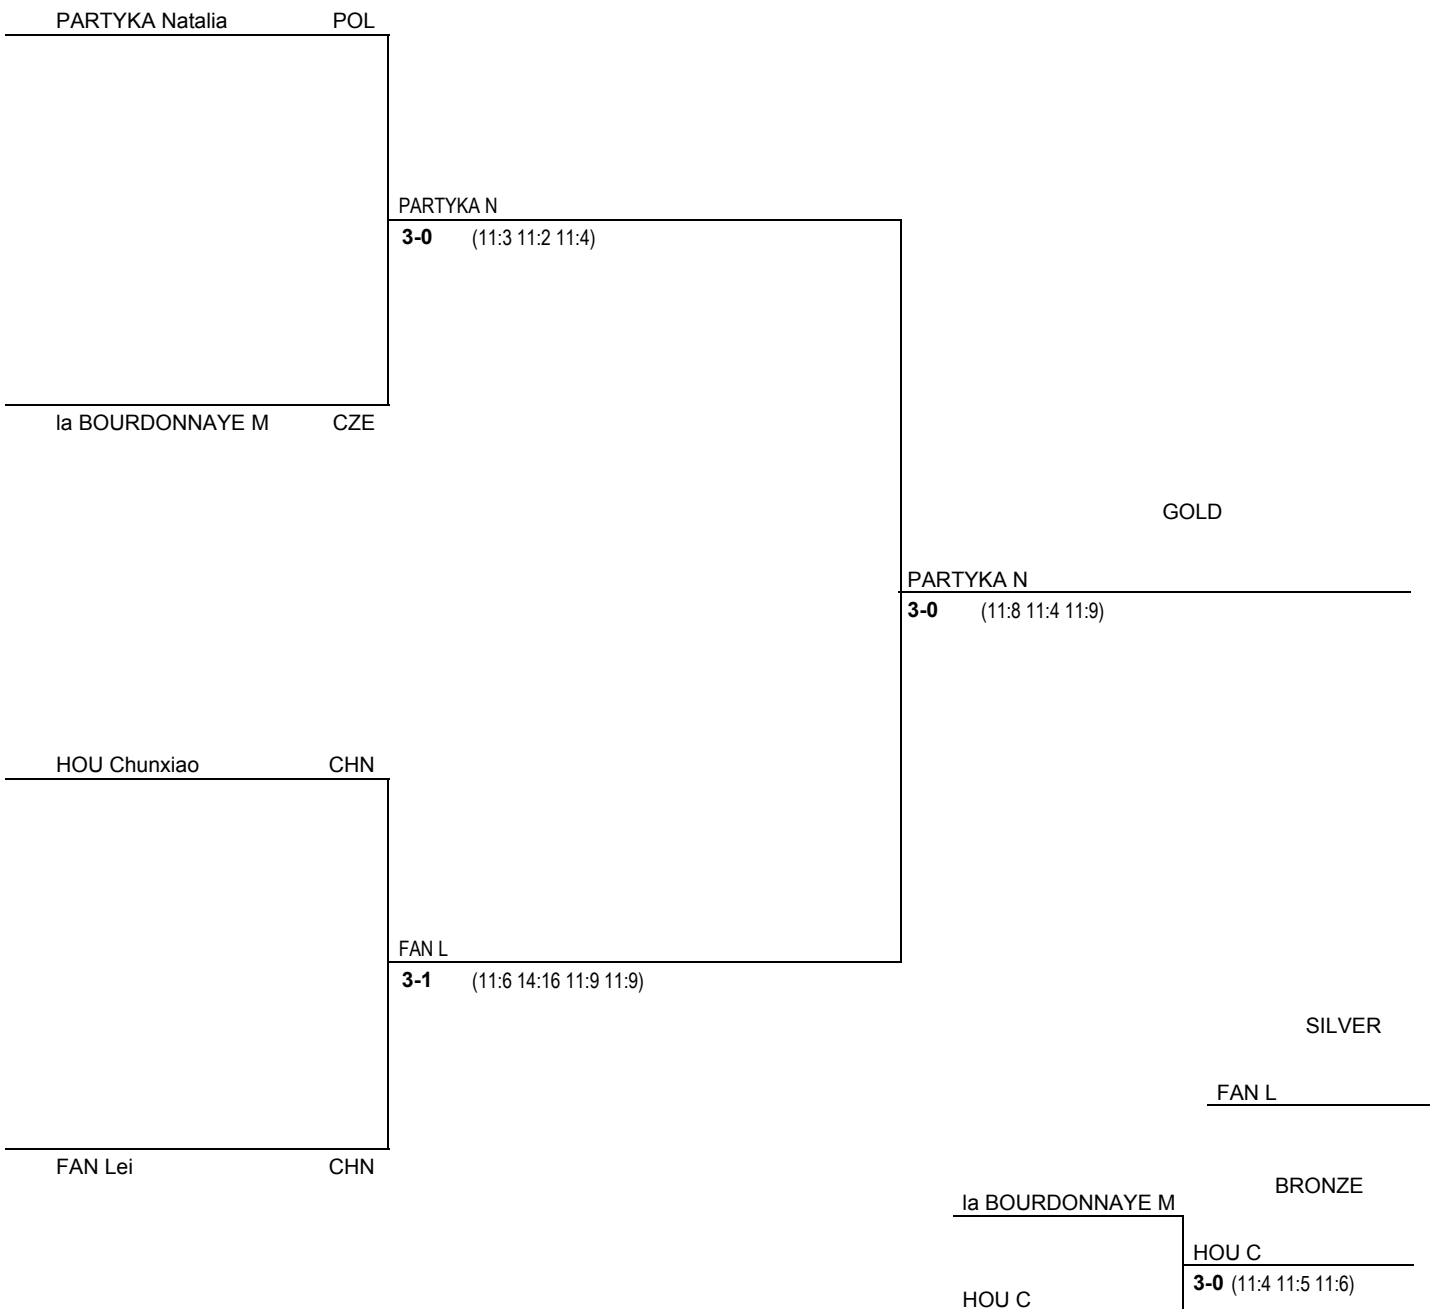 PARTYKA Natalia POL
PARTYKA N
3-0 (11:3 11:2 11:4)
la BOURDONNAYE M CZE
GOLD
PARTYKA N
3-0 (11:8 11:4 11:9)
HOU Chunxiao CHN
FAN L
3-1 (11:6 14:16 11:9 11:9)
SILVER
FAN L
FAN Lei CHN
BRONZE
la BOURDONNAYE M
HOU C
3-0 (11:4 11:5 11:6)
HOU C